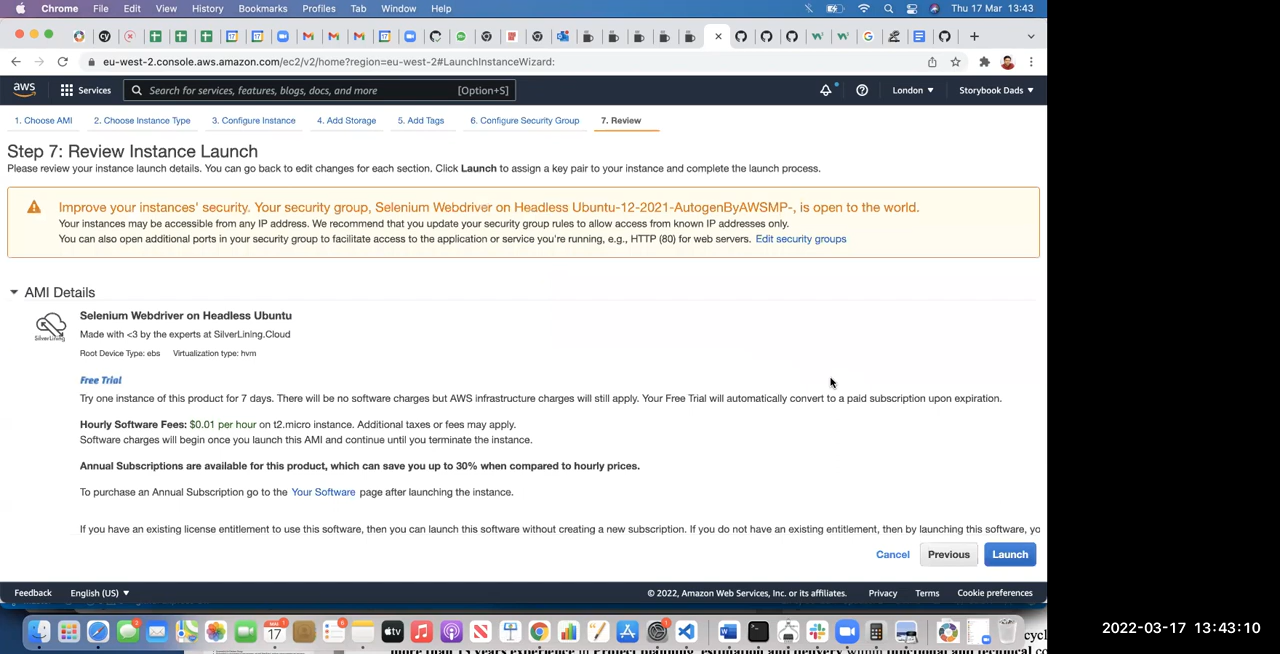 Chrome File Edit View History Bookmarks Profiles Tab Window Help Thu 17 Mar 13:43
eu-west-2.console.aws.amazon.com/ec2/v2/home?region=eu-west-2#LaunchInstanceWizard:
aws Services Search for services, features, blogs, docs, and more [Option+S] London Storybook Dads
1. Choose AMI 2. Choose Instance Type 3. Configure Instance 4. Add Storage 5. Add Tags 6. Configure Security Group 7. Review
Step 7: Review Instance Launch
Please review your instance launch details. You can go back to edit changes for each section. Click Launch to assign a key pair to your instance and complete the launch process.
Improve your instances' security. Your security group, Selenium Webdriver on Headless Ubuntu-12-2021-AutogenByAWSMP-, is open to the world.
Your instances may be accessible from any IP address. We recommend that you update your security group rules to allow access from known IP addresses only.
You can also open additional ports in your security group to facilitate access to the application or service you're running, e.g., HTTP (80) for web servers. Edit security groups
AMI Details
Selenium Webdriver on Headless Ubuntu
Made with <3 by the experts at SilverLining.Cloud
SilverLining
Root Device Type: ebs Virtualization type: hvm
Free Trial
Try one instance of this product for 7 days. There will be no software charges but AWS infrastructure charges will still apply. Your Free Trial will automatically convert to a paid subscription upon expiration.
Hourly Software Fees: $0.01 per hour on t2.micro instance. Additional taxes or fees may apply.
Software charges will begin once you launch this AMI and continue until you terminate the instance.
Annual Subscriptions are available for this product, which can save you up to 30% when compared to hourly prices.
To purchase an Annual Subscription go to the Your Software page after launching the instance.
If you have an existing license entitlement to use this software, then you can launch this software without creating a new subscription. If you do not have an existing entitlement, then by launching this software, yo
Cancel Previous Launch
Feedback English (US) © 2022, Amazon Web Services, Inc. or its affiliates. Privacy Terms Cookie preferences
2022-03-17 13:43:10